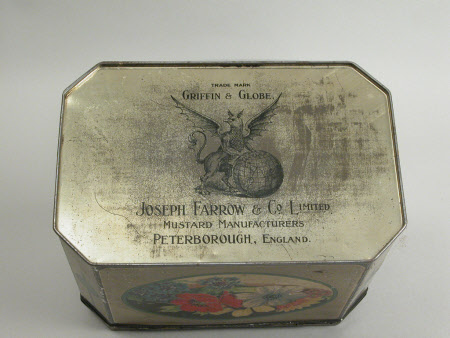 TRADE MARK
GRIFFIN & GLOBE.
JOSEPH FARROW & Co. LIMITED
MUSTARD MANUFACTURERS
PETERBOROUGH, ENGLAND.